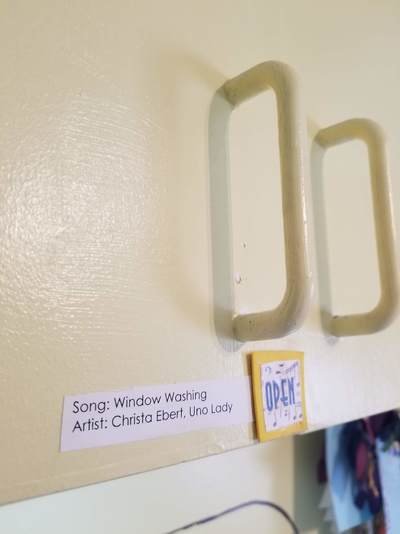 Song: Window Washing
Artist: Christa Ebert, Uno Lady
OPEN